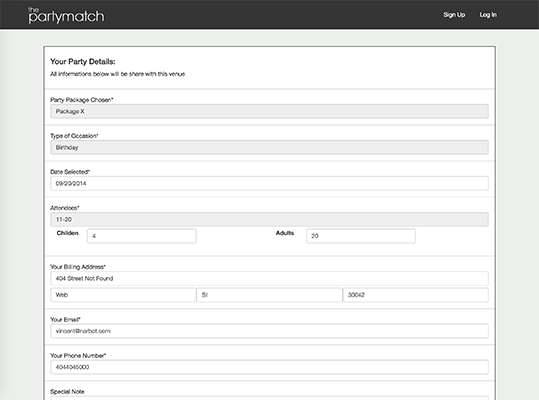 the
partymatch
Sign Up Log In
Your Party Details:
All informations below will be share with this venue
Party Package Chosen*
Package X
Type of Occasion*
Birthday
Date Selected*
09/20/2014
Attendees*
11-20
Childen 4 Adults 20
Your Billing Address*
404 Street Not Found
Web SI 30042
Your Email*
vincent@narbot.com
Your Phone Number*
4044045000
Special Note